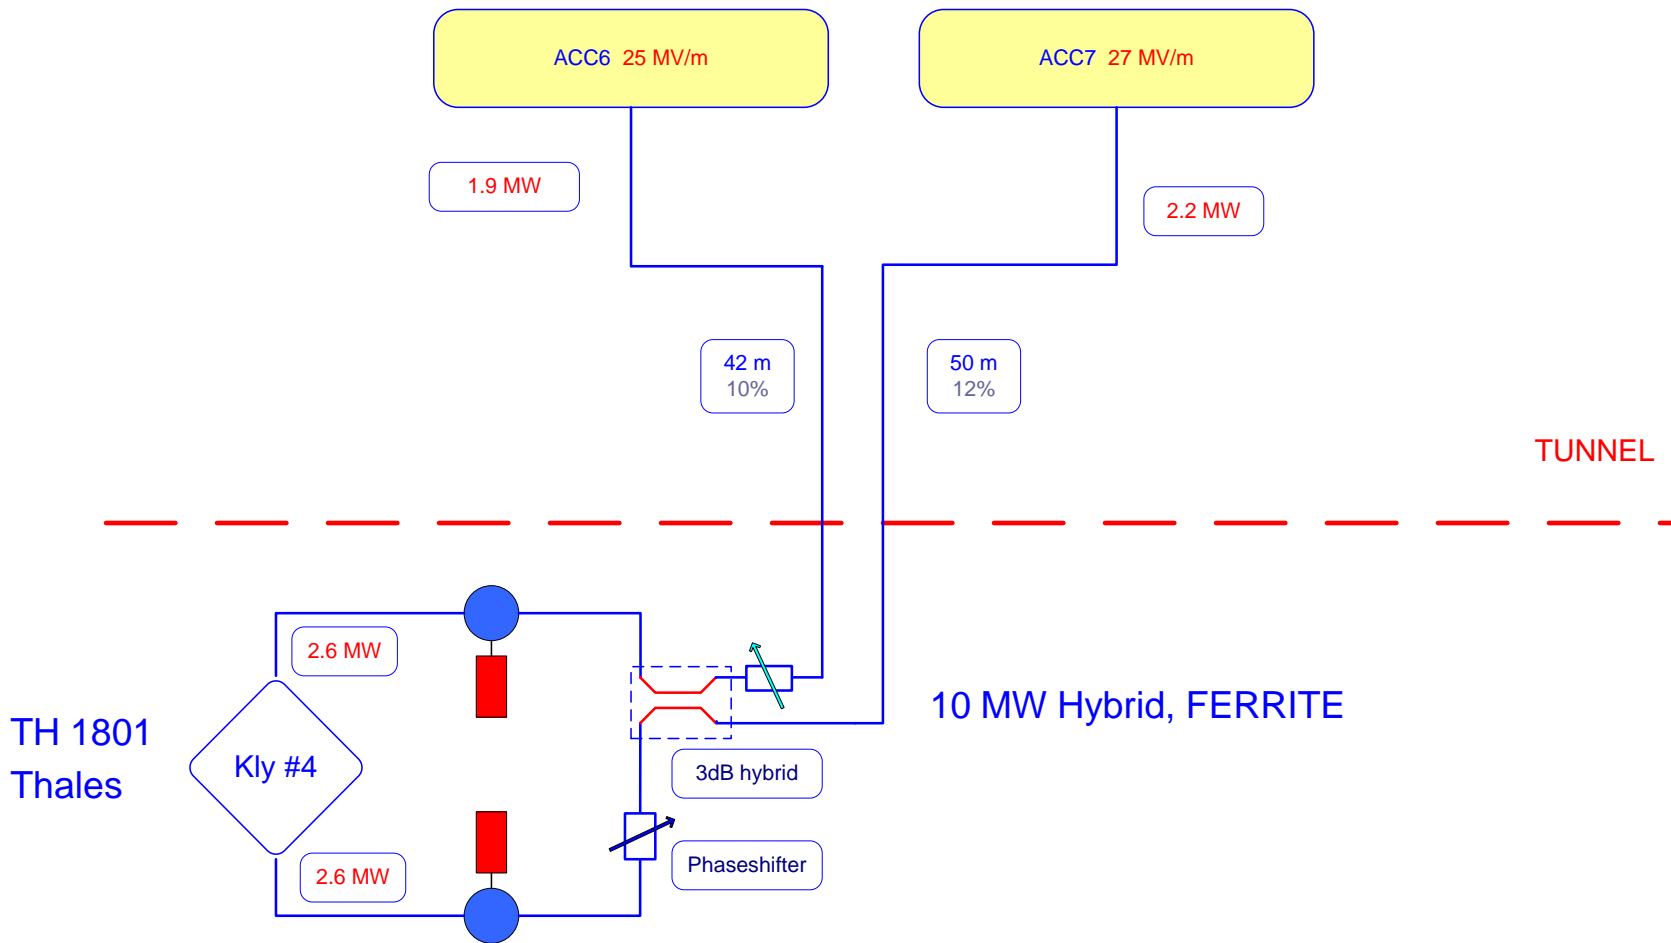 ACC6 25 MV/m
ACC7 27 MV/m
1.9 MW
2.2 MW
42 m
10%
50 m
12%
TUNNEL
2.6 MW
10 MW Hybrid, FERRITE
TH 1801
Thales
Kly #4
3dB hybrid
Phaseshifter
2.6 MW